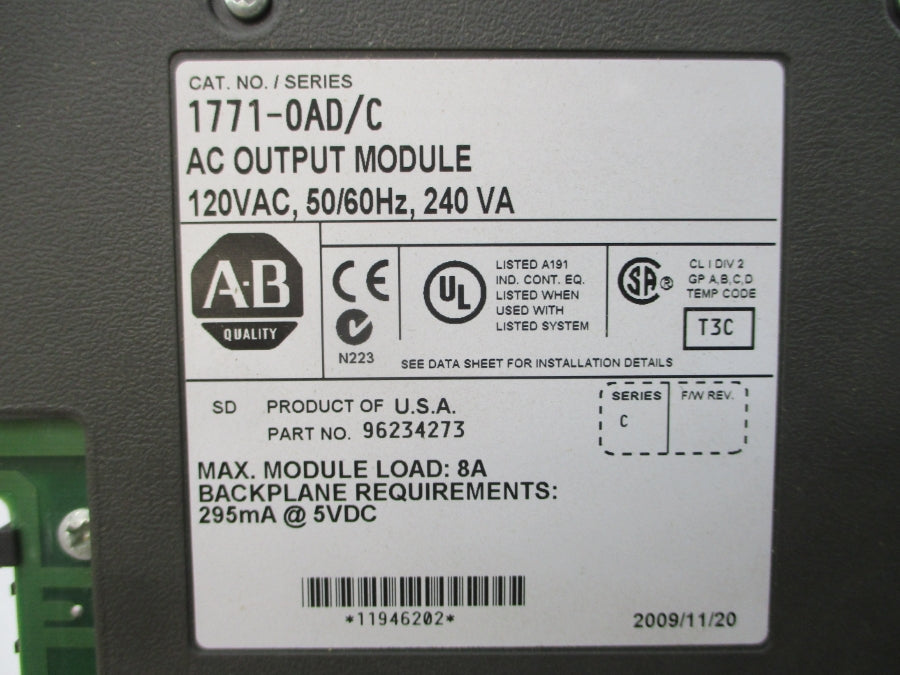 CAT. NO. / SERIES
1771-OAD/C
AC OUTPUT MODULE
120VAC, 50/60Hz, 240 VA
A-B
QUALITY
CE
N223
UL
LISTED A191
IND. CONT. EQ.
LISTED WHEN
USED WITH
LISTED SYSTEM
SA ®
CL I DIV 2
GP A,B,C,D
TEMP CODE
T3C
SEE DATA SHEET FOR INSTALLATION DETAILS
SD PRODUCT OF U.S.A.
PART NO. 96234273
SERIES F/W REV.
C
MAX. MODULE LOAD: 8A
BACKPLANE REQUIREMENTS:
295mA @ 5VDC
*11946202*
2009/11/20